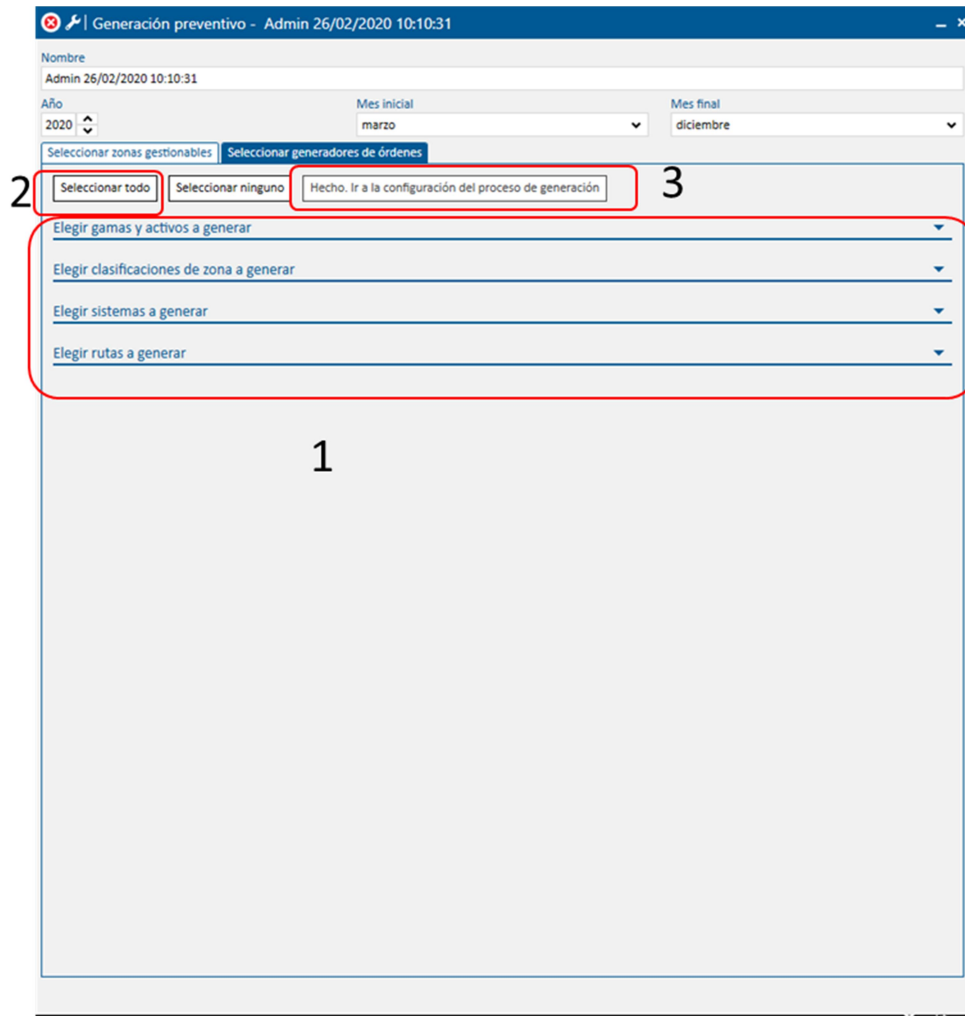 Generación preventivo - Admin 26/02/2020 10:10:31
Nombre
Admin 26/02/2020 10:10:31
Año Mes inicial Mes final
2020 marzo diciembre
Seleccionar zonas gestionables Seleccionar generadores de órdenes
2 Seleccionar todo Seleccionar ninguno Hecho. Ir a la configuración del proceso de generación 3
Elegir gamas y activos a generar
Elegir clasificaciones de zona a generar
Elegir sistemas a generar
Elegir rutas a generar
1